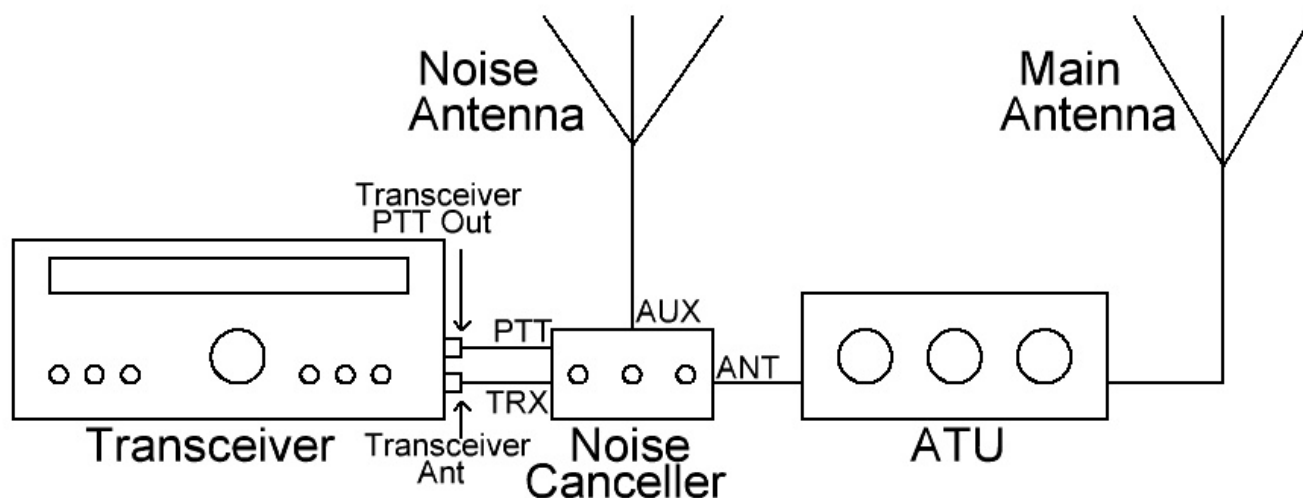 Noise
Antenna
Main
Antenna
Transceiver
PTT Out
PTT
AUX
TRX
ANT
Transceiver
Transceiver
Ant
Noise
Canceller
ATU